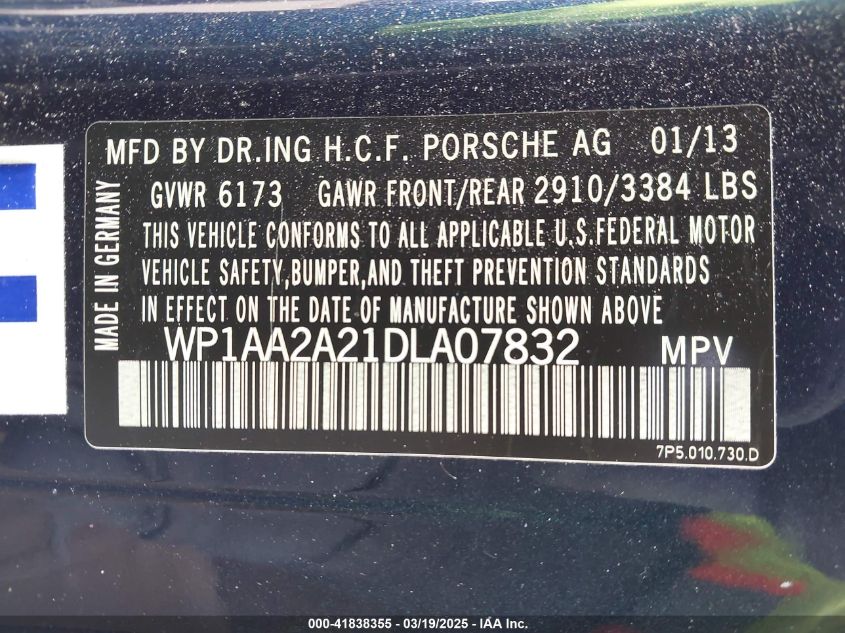 MFD BY DR.ING H.C.F. PORSCHE AG 01/13
GVWR 6173 GAWR FRONT/REAR 2910/3384 LBS
THIS VEHICLE CONFORMS TO ALL APPLICABLE U.S.FEDERAL MOTOR
VEHICLE SAFETY,BUMPER,AND THEFT PREVENTION STANDARDS
IN EFFECT ON THE DATE OF MANUFACTURE SHOWN ABOVE
MADE IN GERMANY
WP1AA2A21DLA07832 MPV
7P5.010.730.D
000-41838355 - 03/19/2025 - IAA Inc.